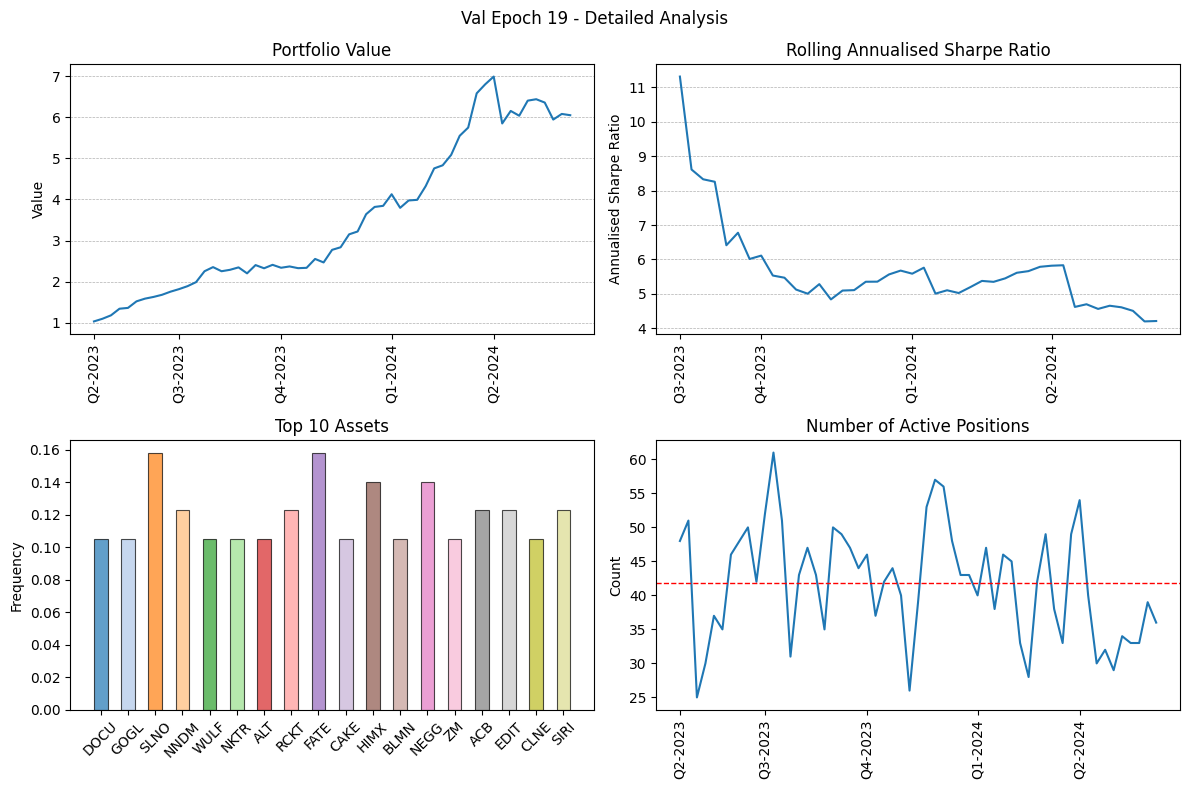 Val Epoch 19 - Detailed Analysis
Portfolio Value
Value
7
6
5
4
3
2
1
Q2-2023
Q3-2023
Q4-2023
Q1-2024
Q2-2024
Rolling Annualised Sharpe Ratio
Annualised Sharpe Ratio
11
10
9
8
7
6
5
4
Q3-2023
Q4-2023
Q1-2024
Q2-2024
Top 10 Assets
Frequency
0.16
0.14
0.12
0.10
0.08
0.06
0.04
0.02
0.00
DOCU
GOGL
SLNO
NNDM
WULF
NKTR
ALT
RCKT
FATE
CAKE
HIMX
BLMN
NEGG
ZM
ACB
EDIT
CLNE
SIRI
Number of Active Positions
Count
60
55
50
45
40
35
30
25
Q2-2023
Q3-2023
Q4-2023
Q1-2024
Q2-2024